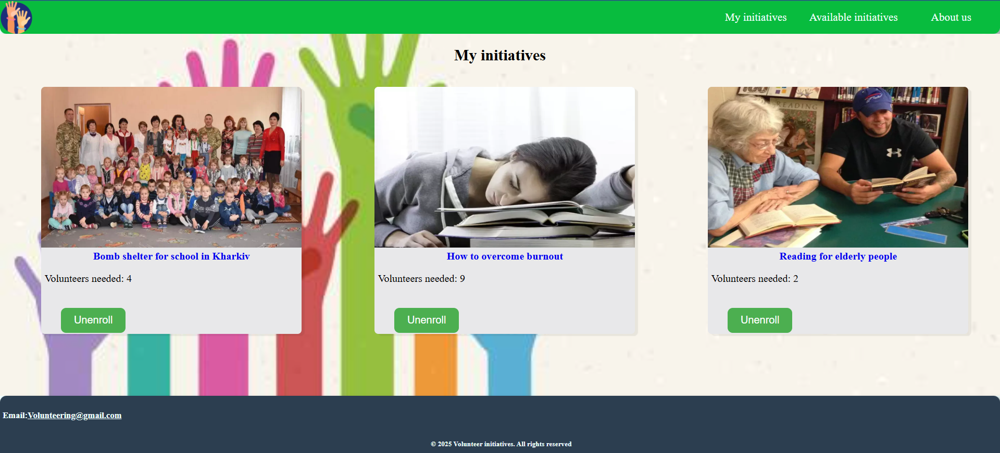 My initiatives
Available initiatives
About us
My initiatives
READING
Bomb shelter for school in Kharkiv
Volunteers needed: 4
Unenroll
How to overcome burnout
Volunteers needed: 9
Unenroll
Reading for elderly people
Volunteers needed: 2
Unenroll
Email:Volunteering@gmail.com
© 2025 Volunteer initiatives. All rights reserved